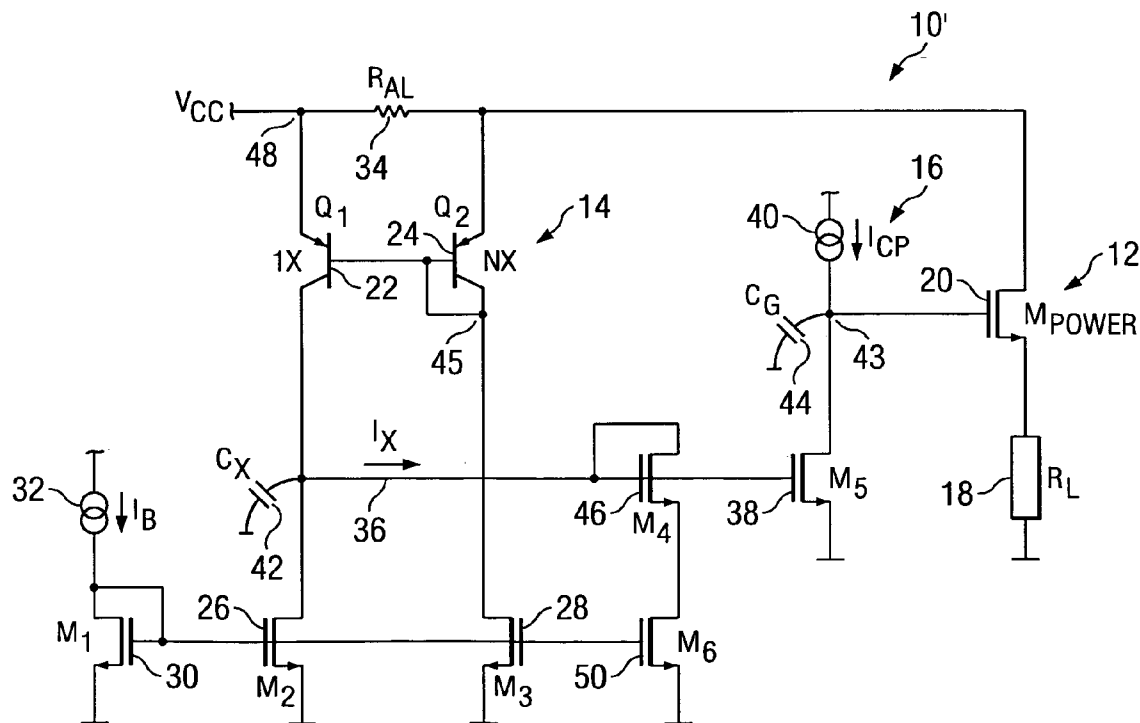 10'
R_AL
V_CC
48
34
16
Q_1
Q_2
24
14
40
I_CP
12
1X
22
NX
20
C_G
M_POWER
45
43
44
C_X
I_X
32
I_B
36
46
M_4
38
M_5
18
R_L
42
26
28
M_1
30
M_2
M_3
50
M_6